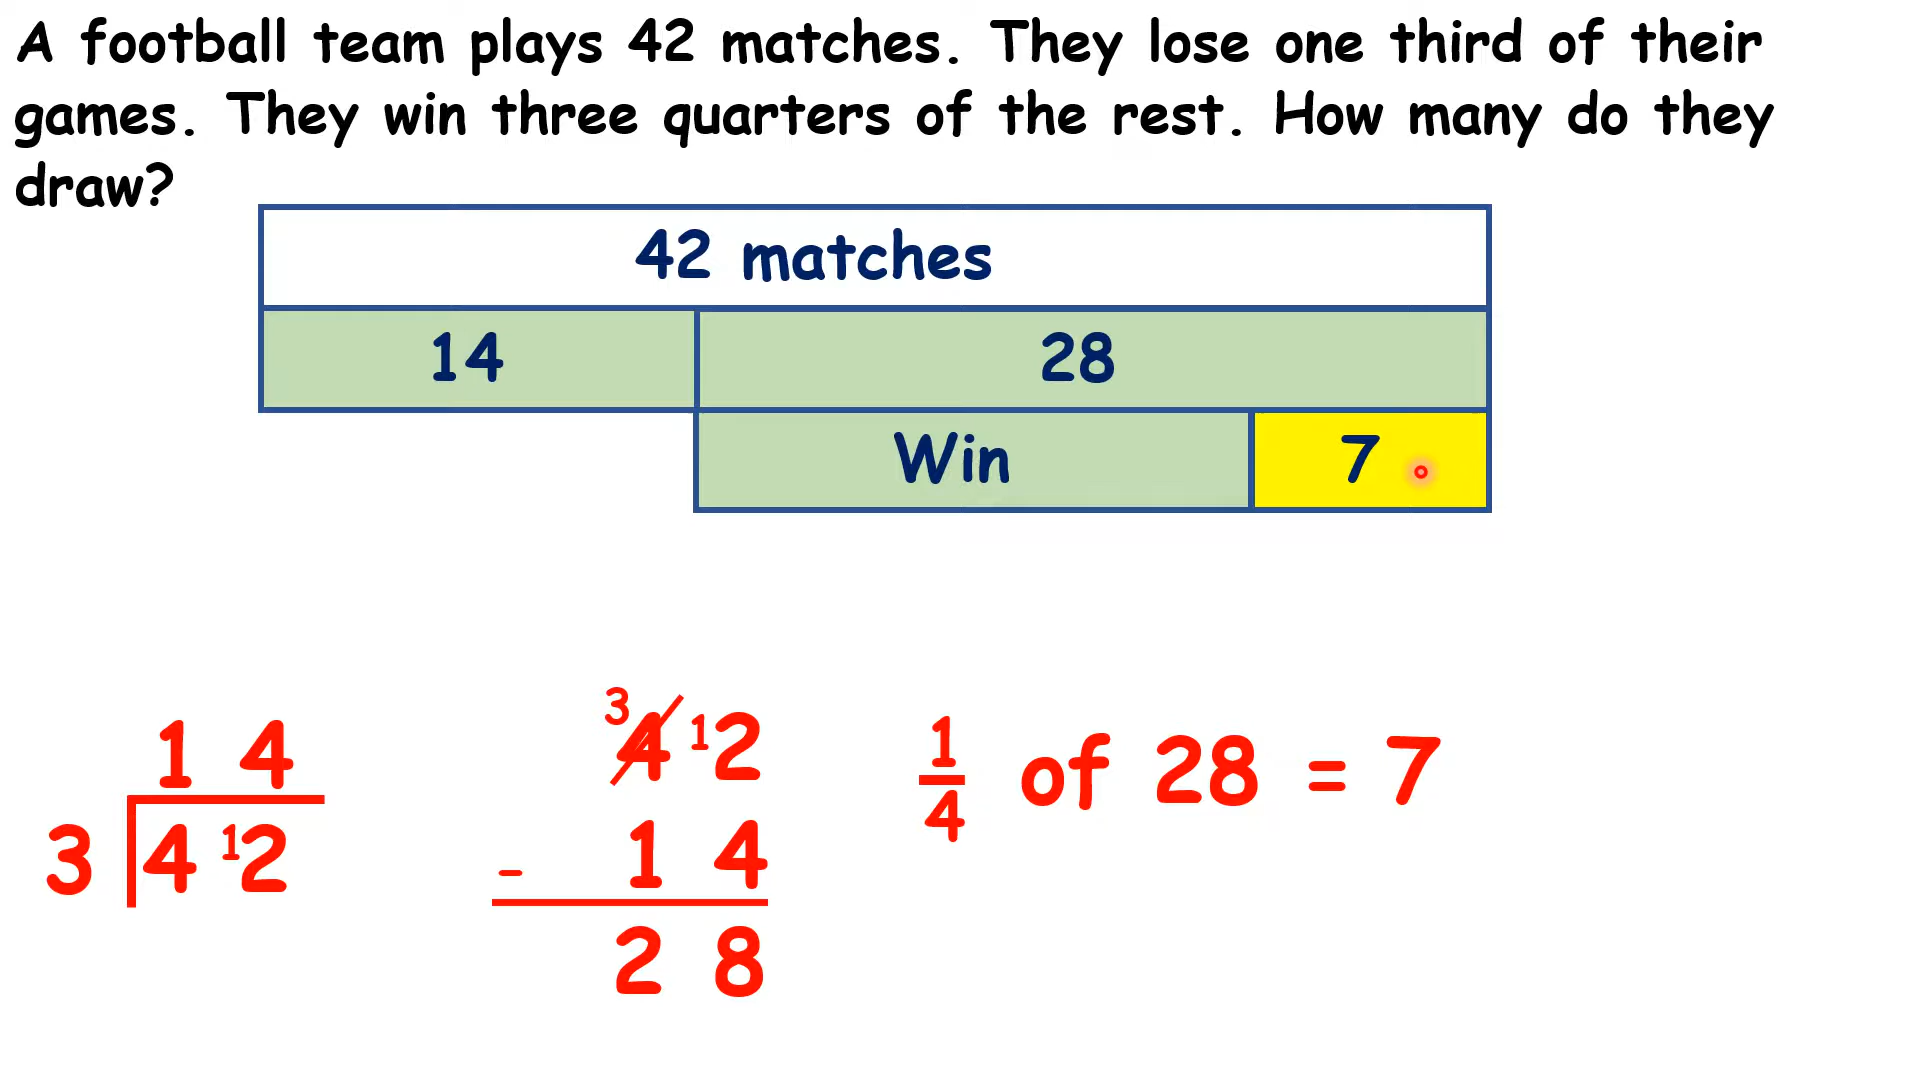 A football team plays 42 matches. They lose one third of their
games. They win three quarters of the rest. How many do they
draw?
42 matches
14 28
Win 7
1 4
3 4 12
3 4 12
- 1 4
2 8
1/4 of 28 = 7